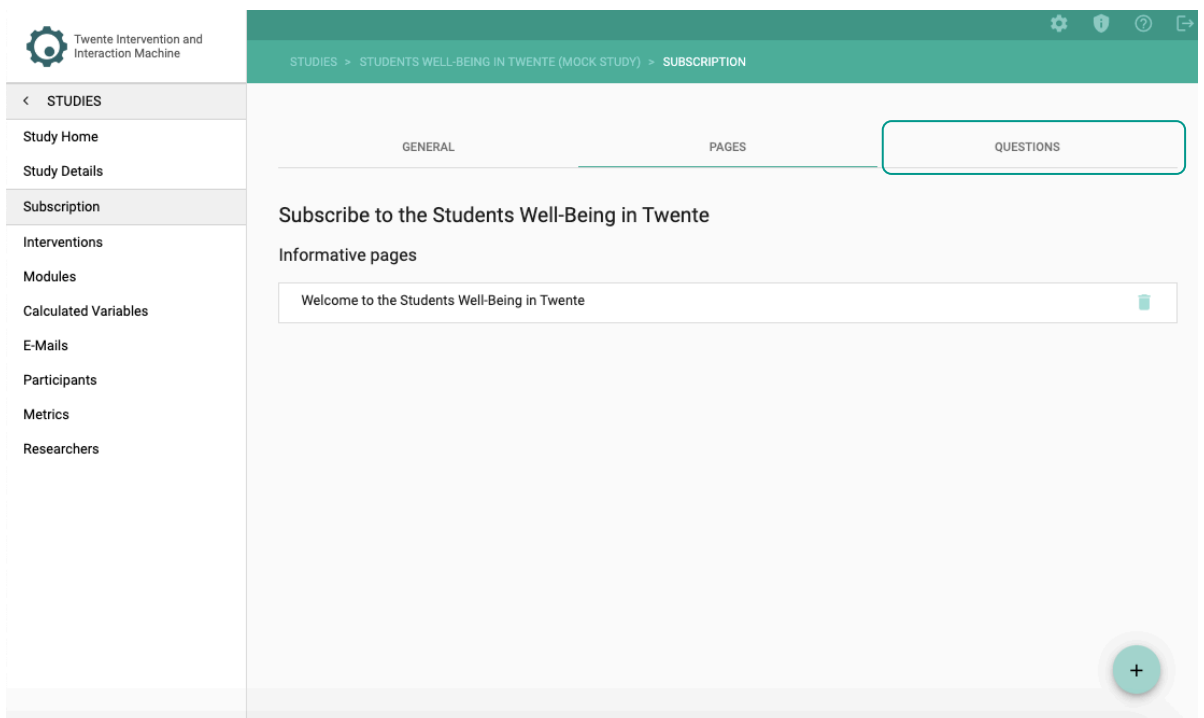 Twente Intervention and
Interaction Machine
STUDIES > STUDENTS WELL-BEING IN TWENTE (MOCK STUDY) > SUBSCRIPTION
< STUDIES
Study Home
Study Details
Subscription
Interventions
Modules
Calculated Variables
E-Mails
Participants
Metrics
Researchers
GENERAL PAGES QUESTIONS
Subscribe to the Students Well-Being in Twente
Informative pages
Welcome to the Students Well-Being in Twente
+